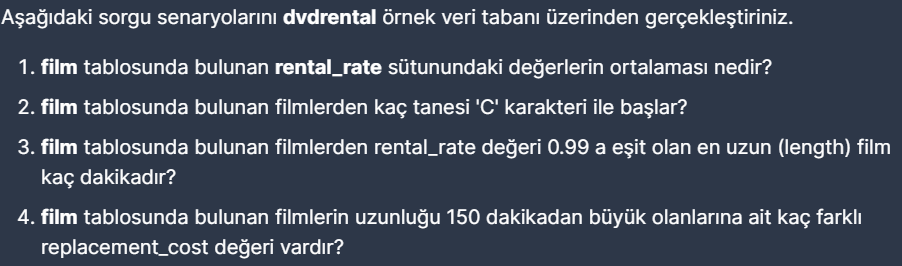 Aşağıdaki sorgu senaryolarını dvdrental örnek veri tabanı üzerinden gerçekleştiriniz.
1. film tablosunda bulunan rental_rate sütunundaki değerlerin ortalaması nedir?
2. film tablosunda bulunan filmlerden kaç tanesi 'C' karakteri ile başlar?
3. film tablosunda bulunan filmlerden rental_rate değeri 0.99 a eşit olan en uzun (length) film
kaç dakikadır?
4. film tablosunda bulunan filmlerin uzunluğu 150 dakikadan büyük olanlarına ait kaç farklı
replacement_cost değeri vardır?